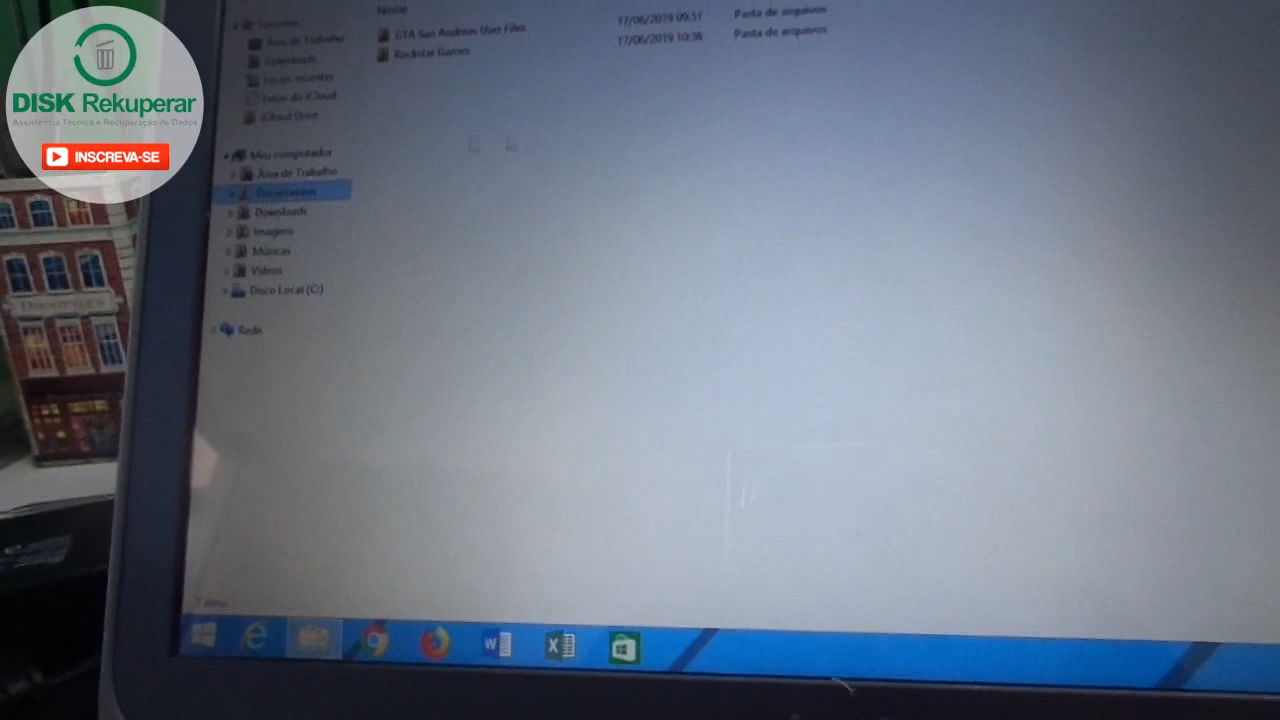 DISK Rekuperar
Assistência Técnica e Recuperação de Dados
INSCREVA-SE
Nome
Favoritos
Área de Trabalho
Downloads
Locais recentes
Fotos do iCloud
iCloud Drive
GTA San Andreas User Files 17/06/2019 09:51 Pasta de arquivos
Rockstar Games 17/06/2019 10:36 Pasta de arquivos
Meu computador
Área de Trabalho
Documentos
Downloads
Imagens
Músicas
Vídeos
Disco Local (C:)
Rede